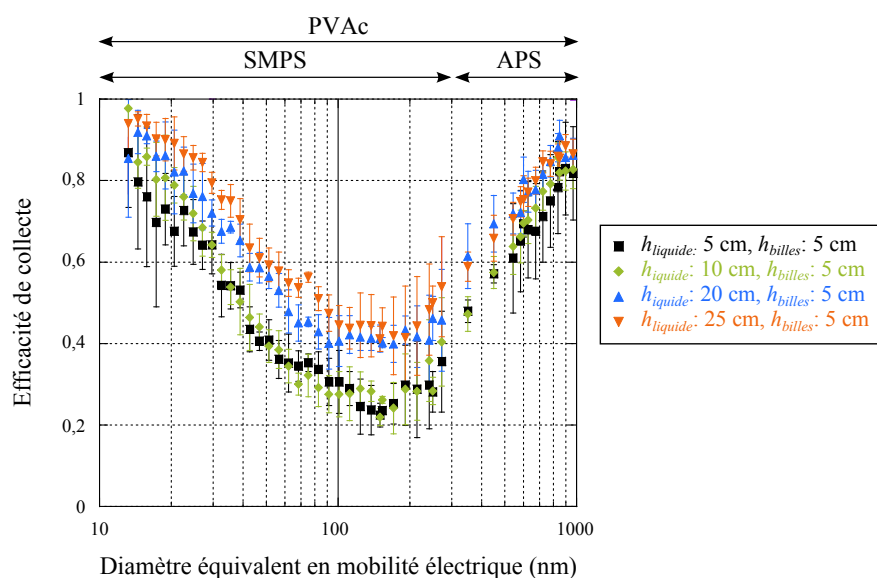 PVAc
SMPS APS
Efficacité de collecte
1
0,8
0,6
0,4
0,2
0
10 100 1000
Diamètre équivalent en mobilité électrique (nm)
hliquide: 5 cm, hbilles: 5 cm
hiquide: 10 cm, hbilles: 5 cm
hiquide: 20 cm, hbilles: 5 cm
hliquide: 25 cm, hbilles: 5 cm